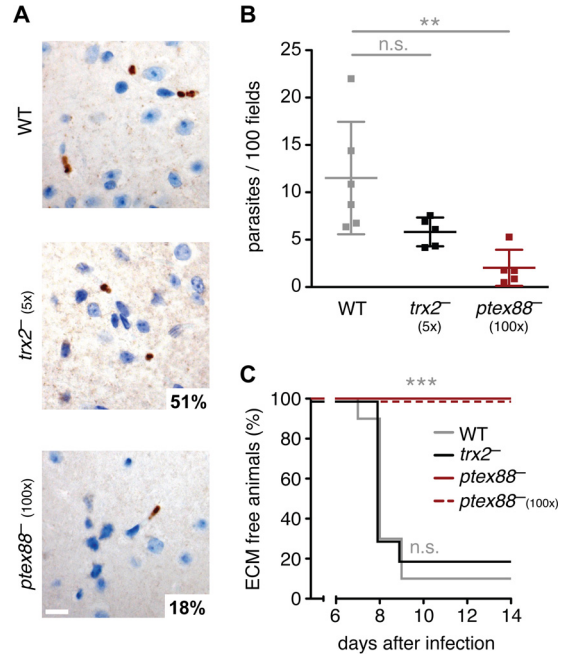 A
WT
trx2⁻ (5x)
51%
ptex88⁻ (100x)
18%
B
**
n.s.
parasites / 100 fields
25
20
15
10
5
0
WT
trx2⁻
(5x)
ptex88⁻
(100x)
C
***
ECM free animals (%)
100
80
60
40
20
0
WT
trx2⁻
ptex88⁻
ptex88⁻(100x)
n.s.
6
8
10
12
14
days after infection